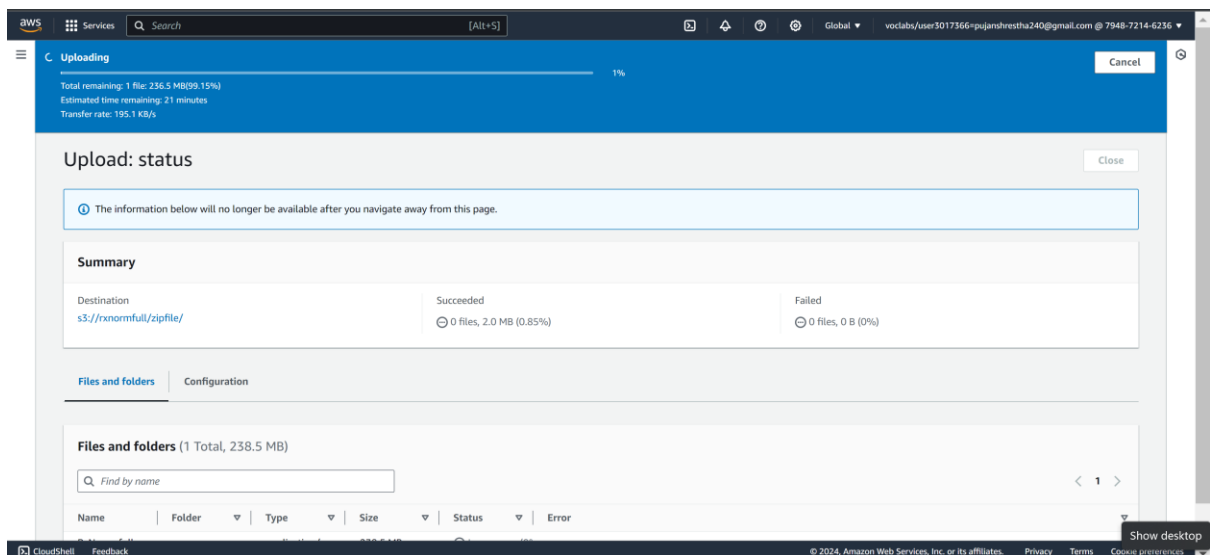 aws Services Search [Alt+S] Global voclabs/user3017366=pujanshrestha240@gmail.com @ 7948-7214-6236
Uploading
1%
Cancel
Total remaining: 1 file: 236.5 MB(99.15%)
Estimated time remaining: 21 minutes
Transfer rate: 195.1 KB/s
Upload: status
Close
The information below will no longer be available after you navigate away from this page.
Summary
Destination Succeeded Failed
s3://rxnormfull/zipfile/ 0 files, 2.0 MB (0.85%) 0 files, 0 B (0%)
Files and folders Configuration
Files and folders (1 Total, 238.5 MB)
Find by name
1
Name Folder Type Size Status Error
Show desktop
CloudShell Feedback © 2024, Amazon Web Services, Inc. or its affiliates. Privacy Terms Cookie preferences